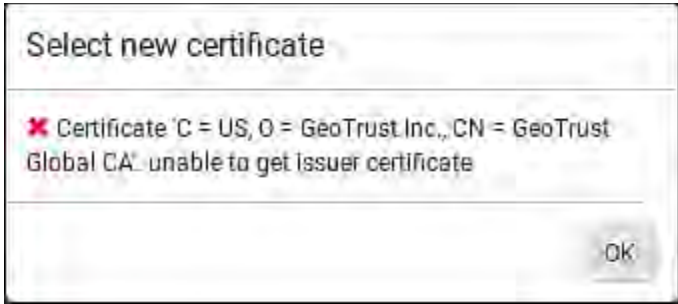 Select new certificate
✖ Certificate 'C = US, O = GeoTrust Inc., CN = GeoTrust
Global CA': unable to get issuer certificate
OK